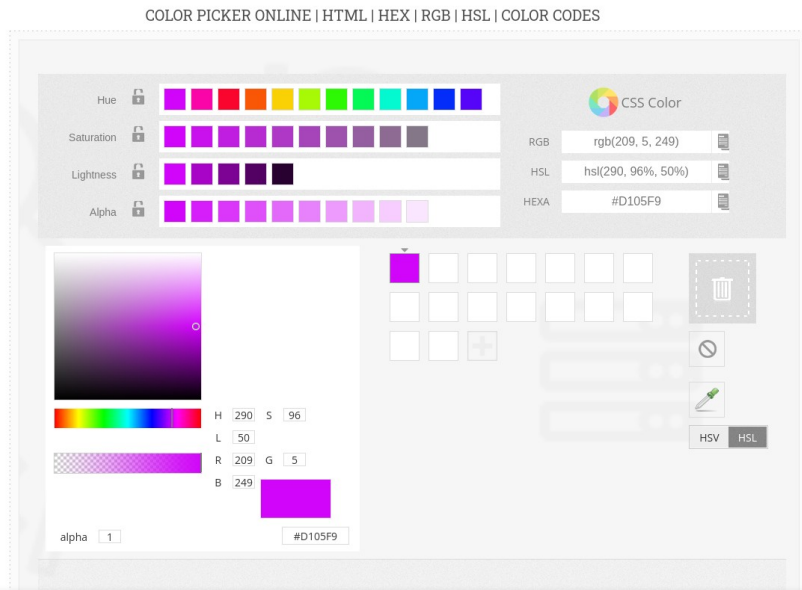 COLOR PICKER ONLINE | HTML | HEX | RGB | HSL | COLOR CODES
Hue
Saturation
Lightness
Alpha
CSS Color
RGB rgb(209, 5, 249)
HSL hsl(290, 96%, 50%)
HEXA #D105F9
H 290 S 96
L 50
R 209 G 5
B 249
alpha 1 #D105F9
HSV HSL